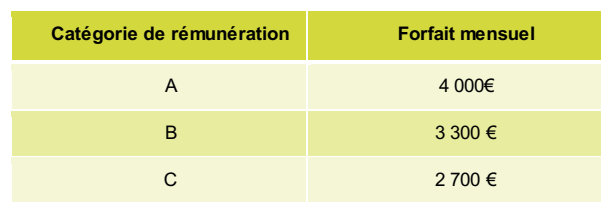 Catégorie de rémunération Forfait mensuel
A 4 000€
B 3 300 €
C 2 700 €